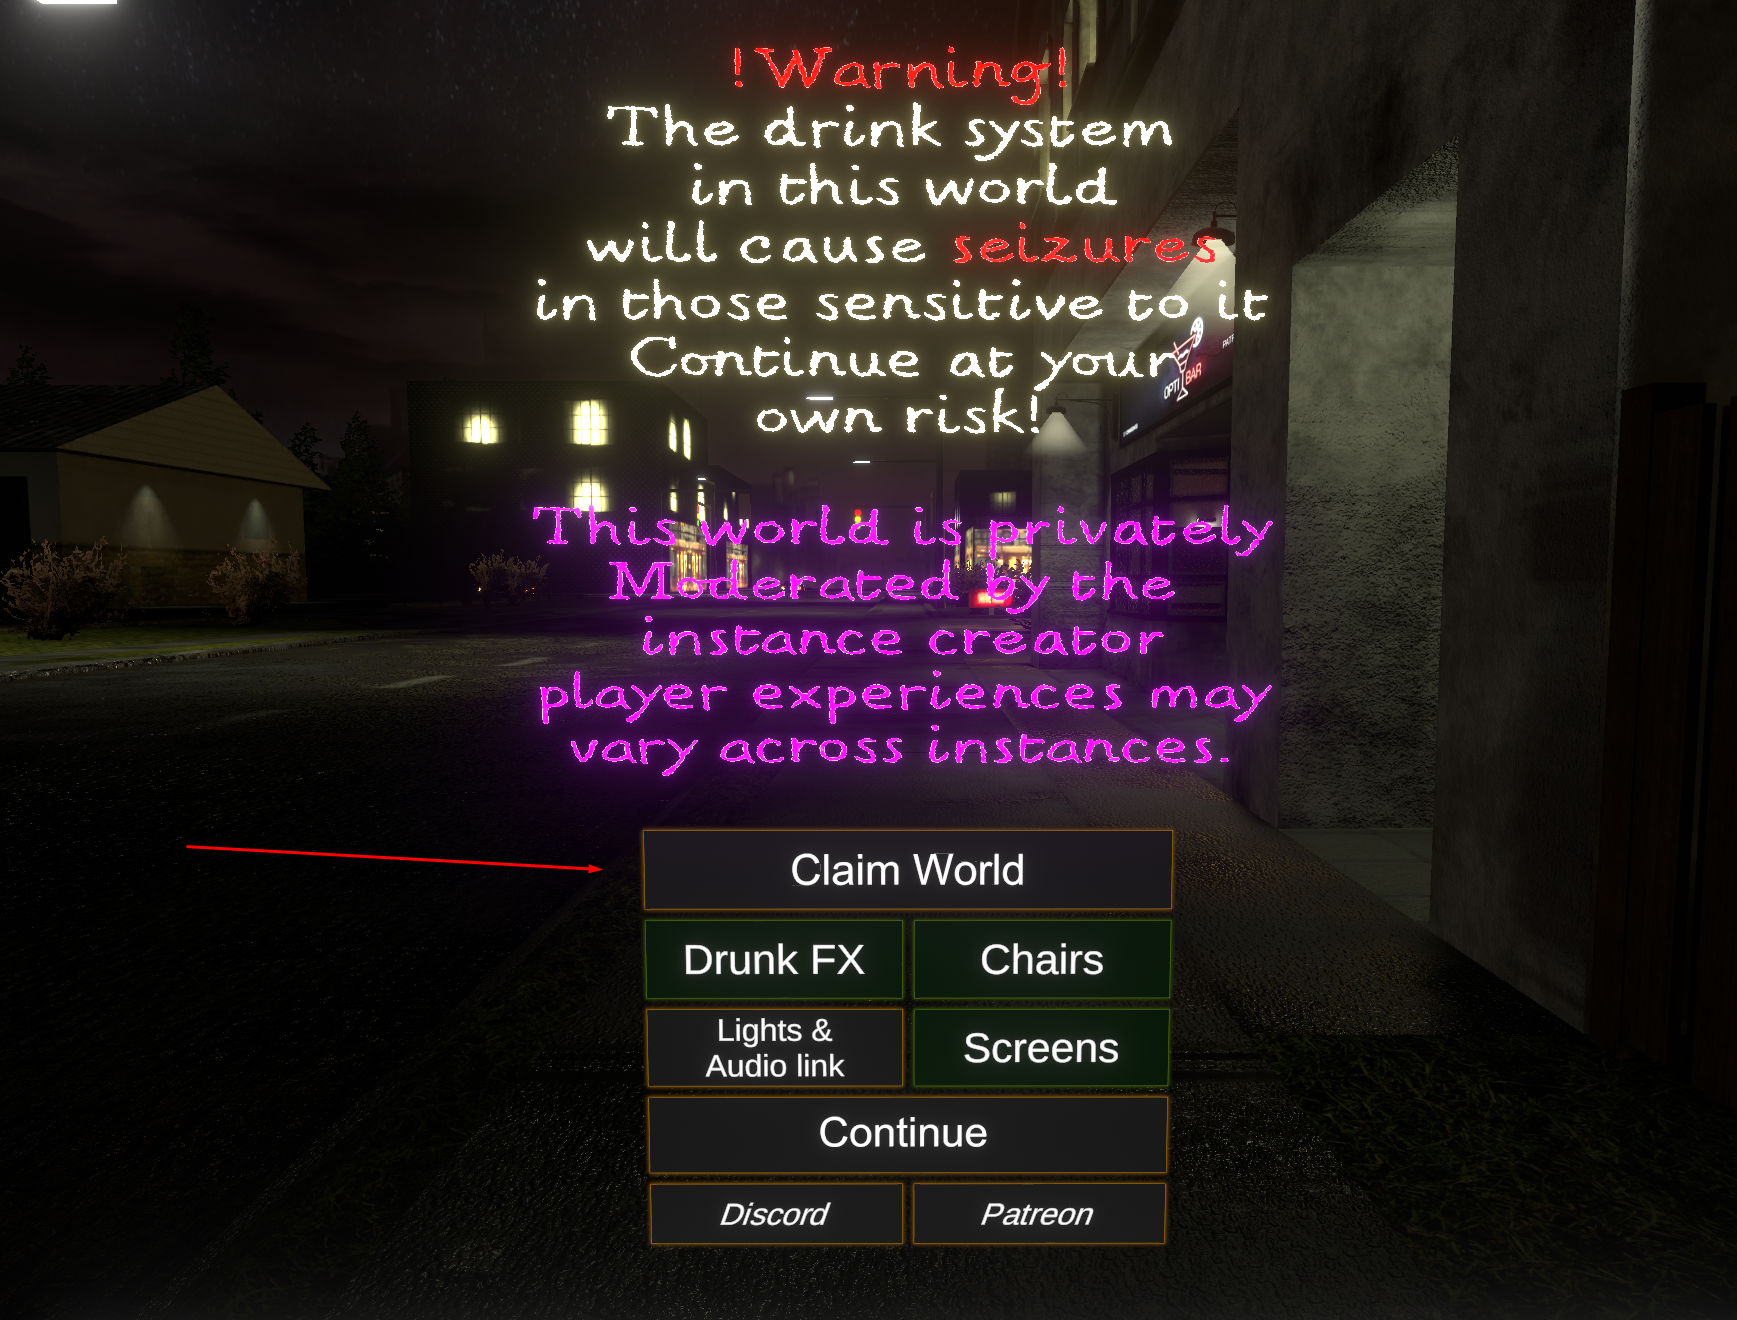 !Warning!
The drink system
in this world
will cause seizures
in those sensitive to it
Continue at your
own risk!
OPTI BAR
This world is privately
Moderated by the
instance creator
player experiences may
vary across instances.
Claim World
Drunk FX
Chairs
Lights &
Audio link
Screens
Continue
Discord
Patreon